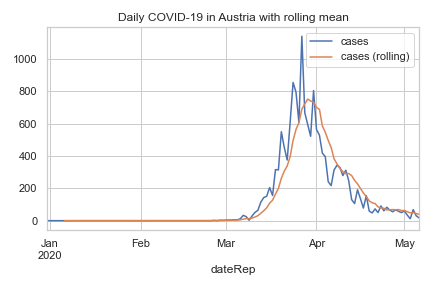 Daily COVID-19 in Austria with rolling mean
cases
cases (rolling)
1000
800
600
400
200
0
Jan Feb Mar Apr May
2020
dateRep